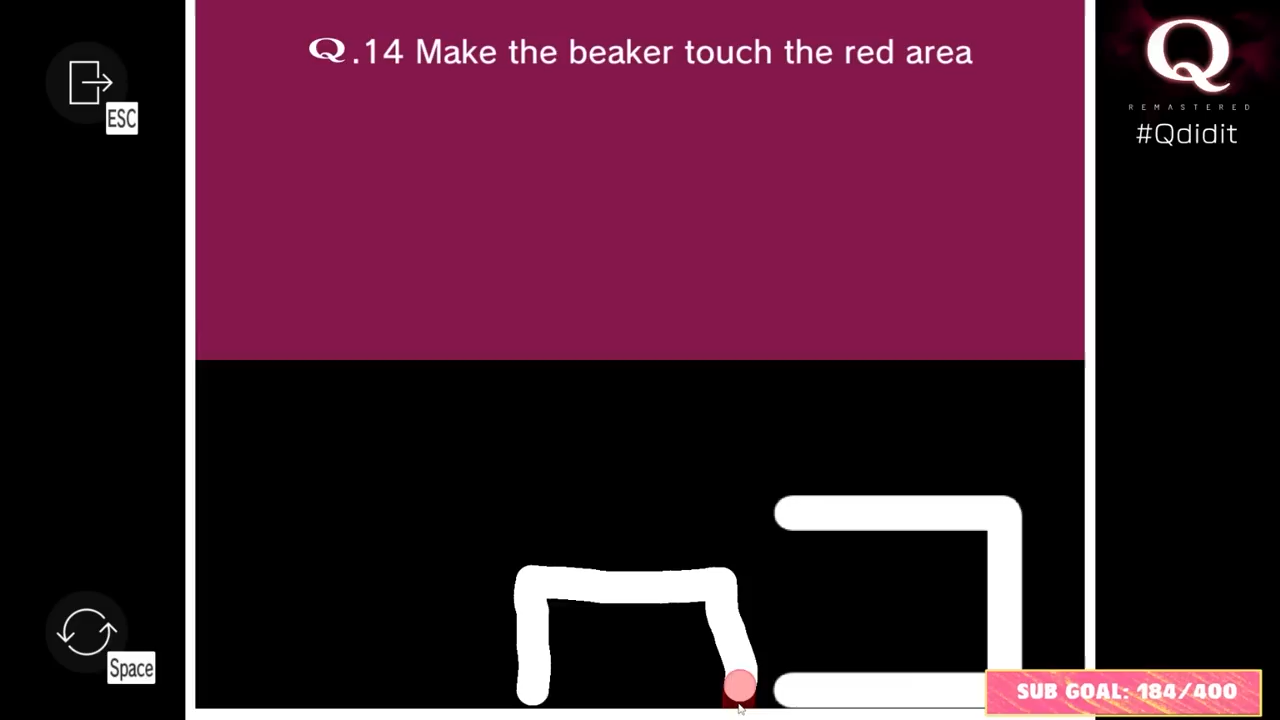 Q.14 Make the beaker touch the red area
ESC
Q
REMASTERED
#Qdidit
Space
SUB GOAL: 184/400